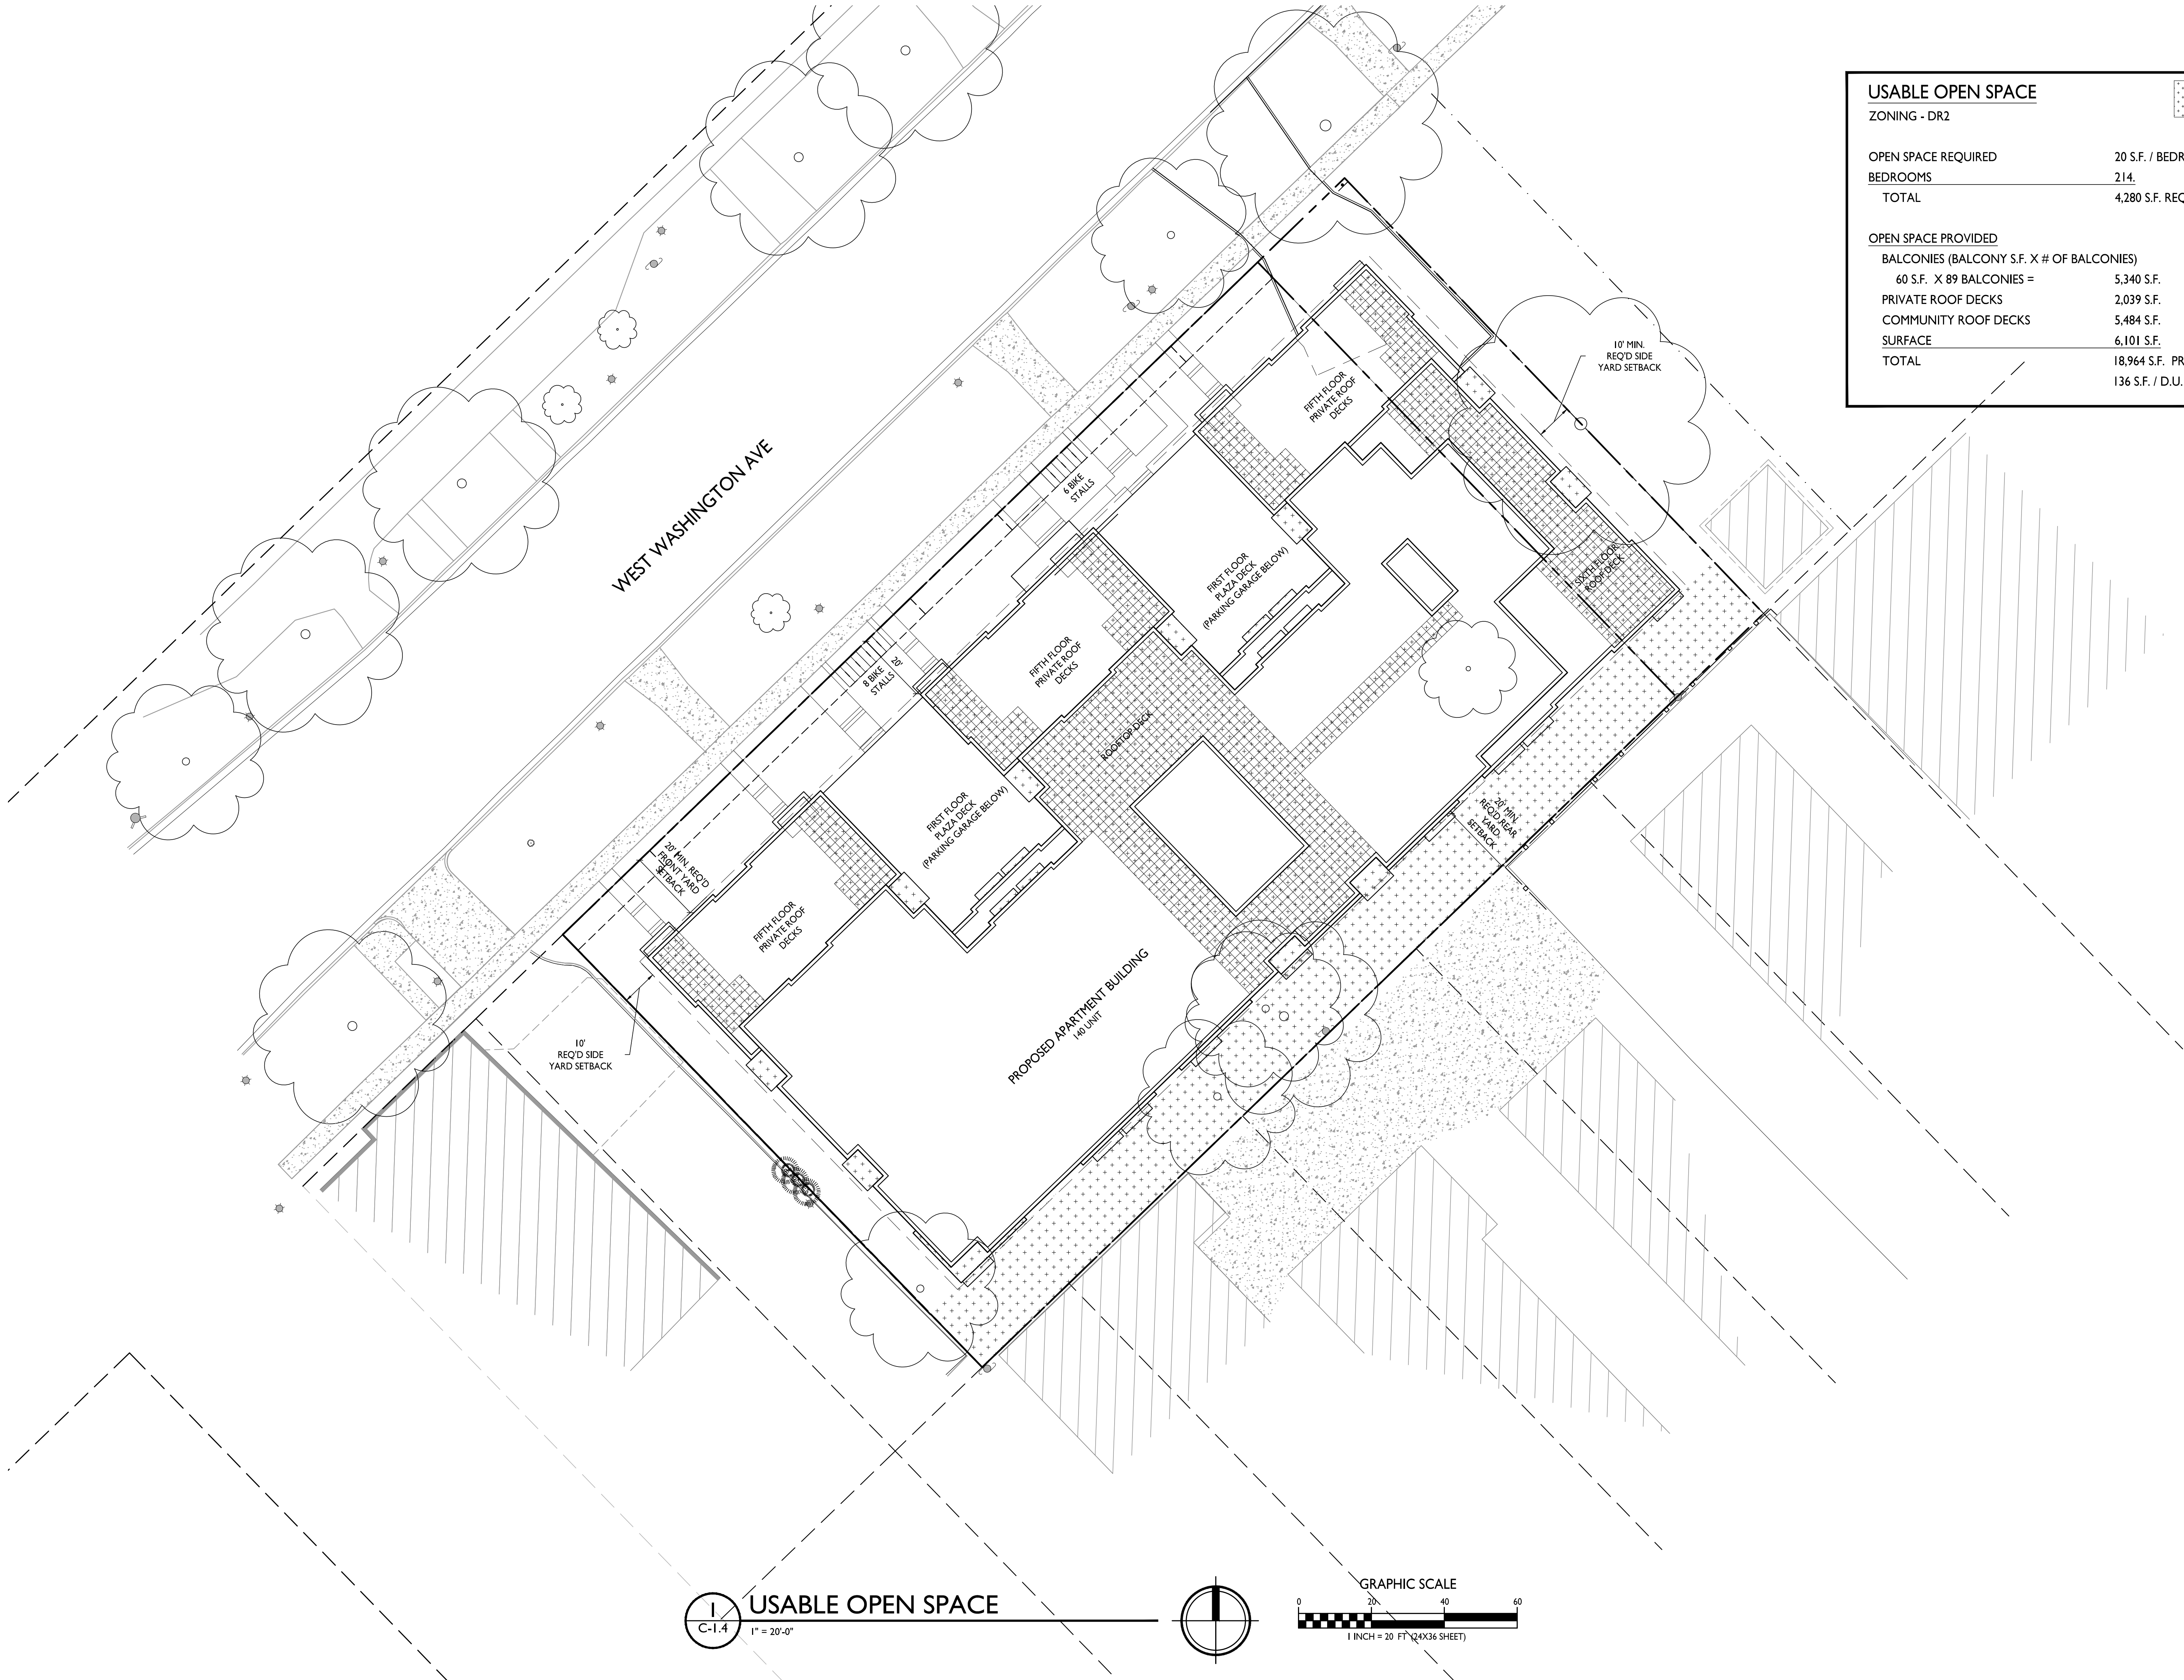 USABLE OPEN SPACE
ZONING - DR2
OPEN SPACE REQUIRED 20 S.F. / BEDR
BEDROOMS 214.
TOTAL 4,280 S.F. REQ
OPEN SPACE PROVIDED
BALCONIES (BALCONY S.F. X # OF BALCONIES)
60 S.F. X 89 BALCONIES = 5,340 S.F.
PRIVATE ROOF DECKS 2,039 S.F.
COMMUNITY ROOF DECKS 5,484 S.F.
SURFACE 6,101 S.F.
TOTAL 18,964 S.F. PR
136 S.F. / D.U.
10' MIN.
REQ'D SIDE
YARD SETBACK
FIFTH FLOOR
PRIVATE ROOF
DECKS
WEST WASHINGTON AVE
6 BIKE
STALLS
FIRST FLOOR
PLAZA DECK
(PARKING GARAGE BELOW)
SIXTH FLOOR
ROOF DECK
FIFTH FLOOR
PRIVATE ROOF
DECKS
20'
8 BIKE
STALLS
ROOFTOP DECK
FIRST FLOOR
PLAZA DECK
(PARKING GARAGE BELOW)
20' MIN.
REQ'D REAR
YARD
SETBACK
20' MIN. REQ'D
FRONT YARD
SETBACK
FIFTH FLOOR
PRIVATE ROOF
DECKS
10'
REQ'D SIDE
YARD SETBACK
PROPOSED APARTMENT BUILDING
140 UNIT
1
C-1.4
USABLE OPEN SPACE
1" = 20'-0"
GRAPHIC SCALE
0 20 40 60
1 INCH = 20 FT (24X36 SHEET)